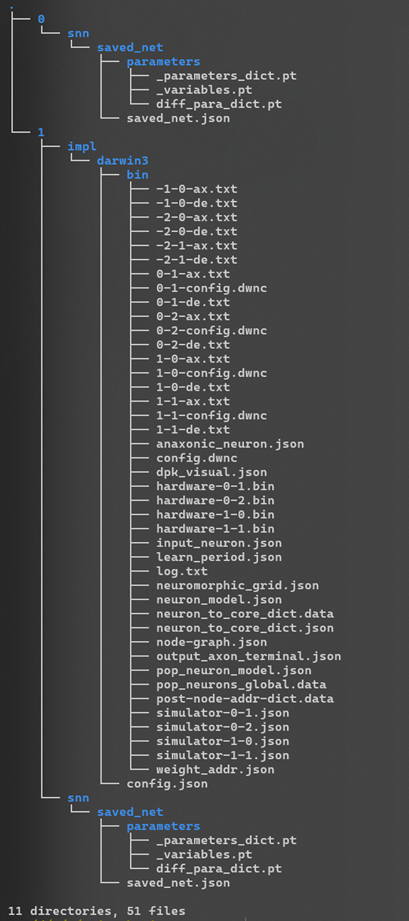 .
├── 0
│   └── snn
│       └── saved_net
│           ├── parameters
│           │   ├── _parameters_dict.pt
│           │   ├── _variables.pt
│           │   └── diff_para_dict.pt
│           └── saved_net.json
└── 1
    ├── impl
    │   └── darwin3
    │       ├── bin
    │       │   ├── -1-0-ax.txt
    │       │   ├── -1-0-de.txt
    │       │   ├── -2-0-ax.txt
    │       │   ├── -2-0-de.txt
    │       │   ├── -2-1-ax.txt
    │       │   ├── -2-1-de.txt
    │       │   ├── 0-1-ax.txt
    │       │   ├── 0-1-config.dwnc
    │       │   ├── 0-1-de.txt
    │       │   ├── 0-2-ax.txt
    │       │   ├── 0-2-config.dwnc
    │       │   ├── 0-2-de.txt
    │       │   ├── 1-0-ax.txt
    │       │   ├── 1-0-config.dwnc
    │       │   ├── 1-0-de.txt
    │       │   ├── 1-1-ax.txt
    │       │   ├── 1-1-config.dwnc
    │       │   ├── 1-1-de.txt
    │       │   ├── anaxonic_neuron.json
    │       │   ├── config.dwnc
    │       │   ├── dpk_visual.json
    │       │   ├── hardware-0-1.bin
    │       │   ├── hardware-0-2.bin
    │       │   ├── hardware-1-0.bin
    │       │   ├── hardware-1-1.bin
    │       │   ├── input_neuron.json
    │       │   ├── learn_period.json
    │       │   ├── log.txt
    │       │   ├── neuromorphic_grid.json
    │       │   ├── neuron_model.json
    │       │   ├── neuron_to_core_dict.data
    │       │   ├── neuron_to_core_dict.json
    │       │   ├── node-graph.json
    │       │   ├── output_axon_terminal.json
    │       │   ├── pop_neuron_model.json
    │       │   ├── pop_neurons_global.data
    │       │   ├── post-node-addr-dict.data
    │       │   ├── simulator-0-1.json
    │       │   ├── simulator-0-2.json
    │       │   ├── simulator-1-0.json
    │       │   ├── simulator-1-1.json
    │       │   └── weight_addr.json
    │       └── config.json
    └── snn
        └── saved_net
            ├── parameters
            │   ├── _parameters_dict.pt
            │   ├── _variables.pt
            │   └── diff_para_dict.pt
            └── saved_net.json
11 directories, 51 files